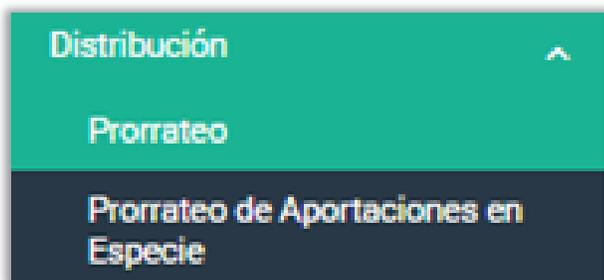 Distribución
Prorrateo
Prorrateo de Aportaciones en
Especie